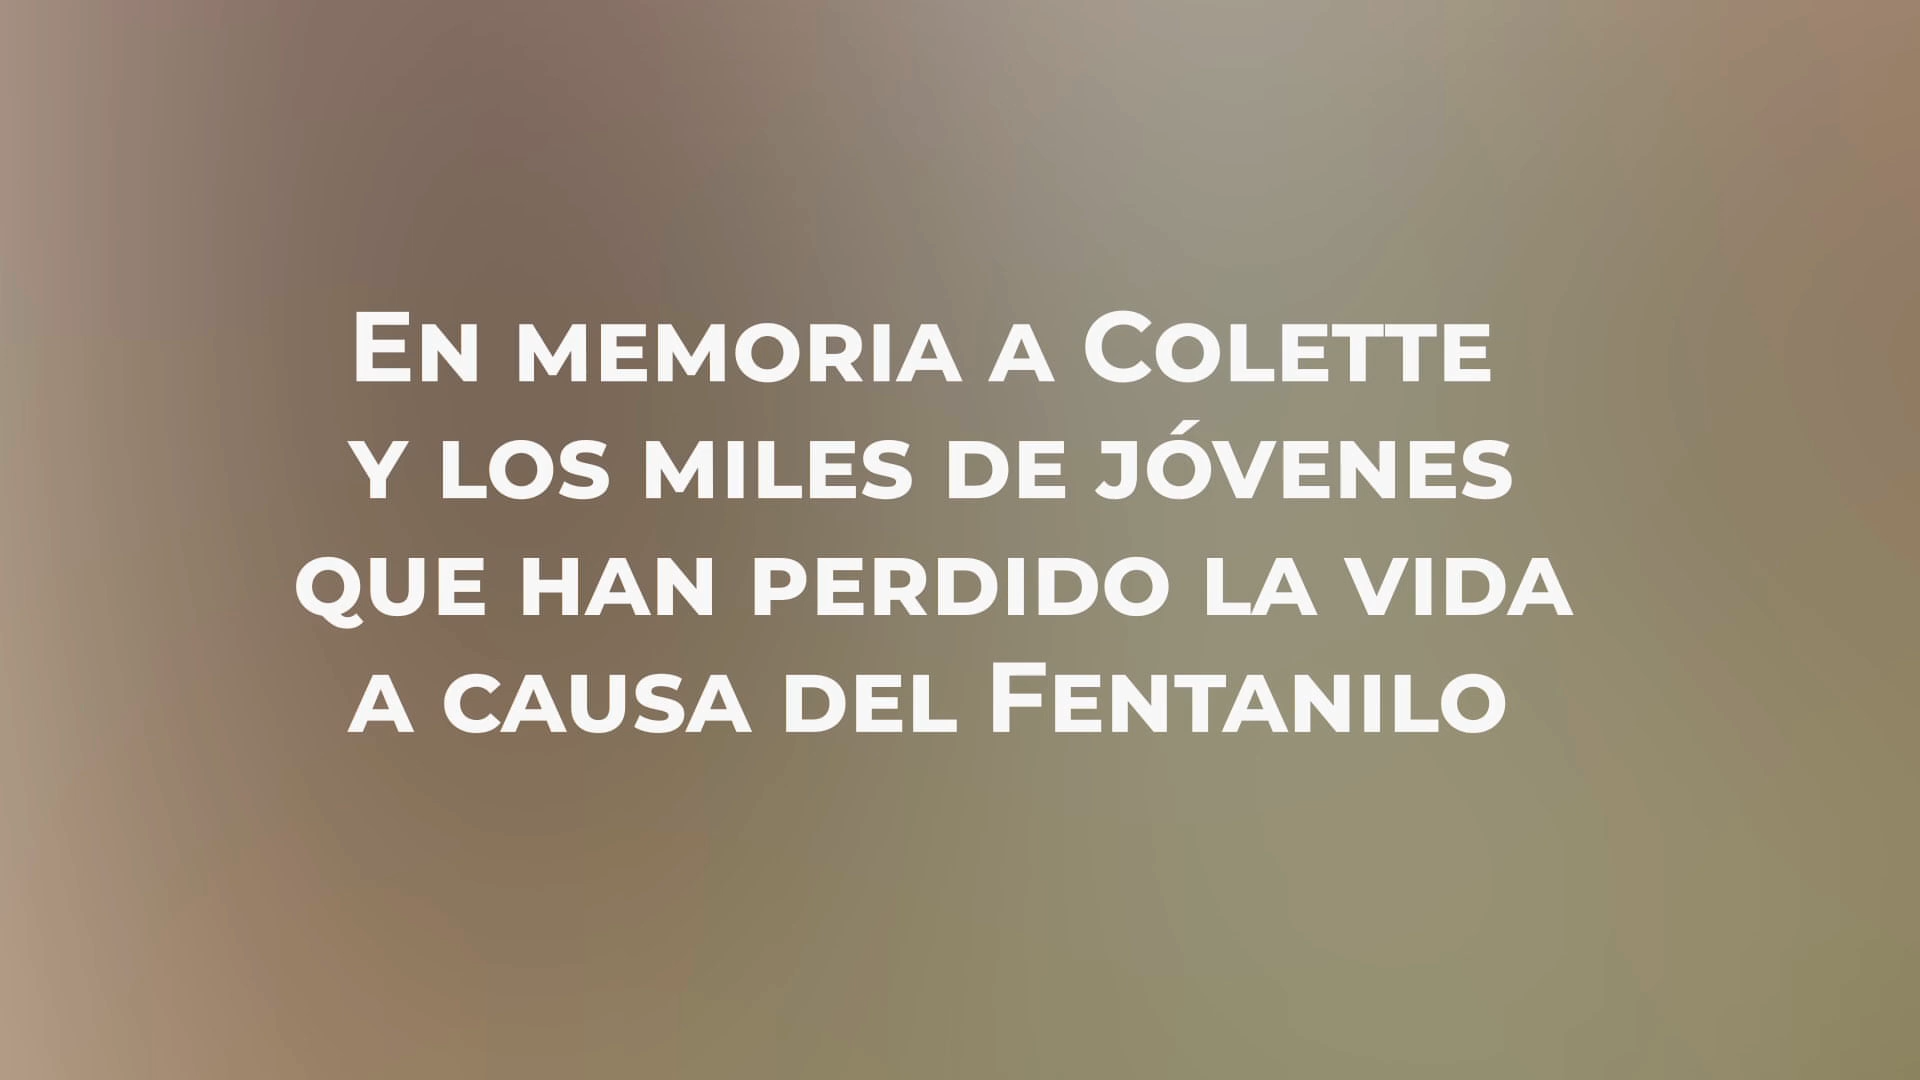 En memoria a Colette
y los miles de jóvenes
que han perdido la vida
a causa del Fentanilo